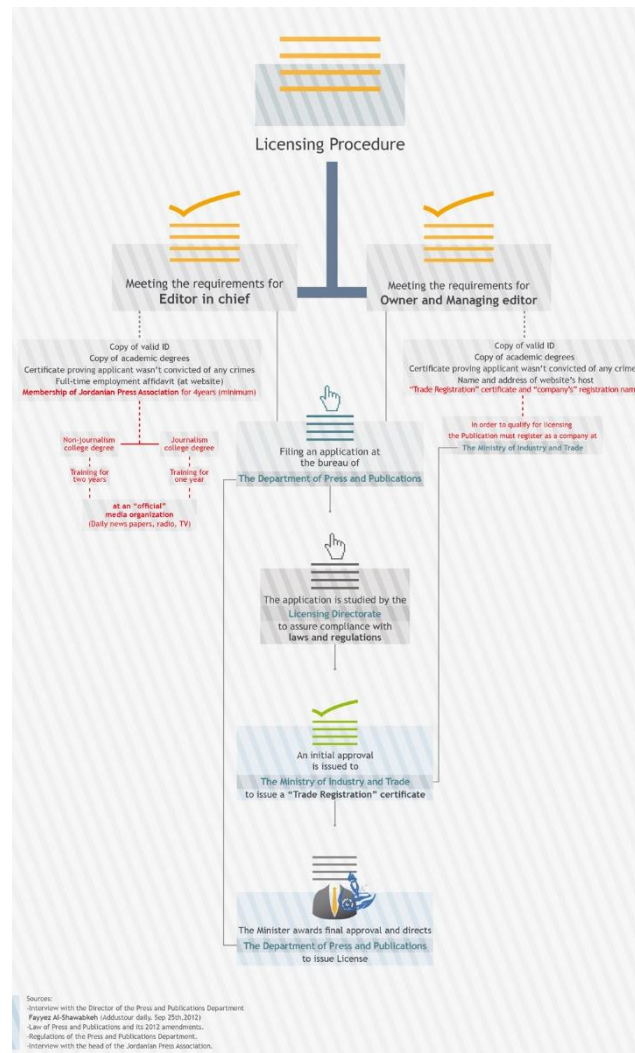 Licensing Procedure
Meeting the requirements for
Editor in chief
Meeting the requirements for
Owner and Managing editor
Copy of valid ID
Copy of academic degrees
Certificate proving applicant wasn't convicted of any crimes
Full-time employment affidavit (at website)
Membership of Jordanian Press Association for 4years (minimum)
Non-journalism
college degree
Journalism
college degree
Training for
two years
Training for
one year
at an "official"
media organization
(Daily news papers, radio, TV)
Copy of valid ID
Copy of academic degrees
Certificate proving applicant wasn't convicted of any crime
Name and address of website's host
"Trade Registration" certificate and "company's" registration nam
In order to qualify for licensing
the Publication must register as a company at
The Ministry of Industry and Trade
Filing an application at
the bureau of
The Department of Press and Publications
The application is studied by the
Licensing Directorate
to assure compliance with
laws and regulations
An initial approval
is issued to
The Ministry of Industry and Trade
to issue a "Trade Registration" certificate
The Minister awards final approval and directs
The Department of Press and Publications
to issue License
Sources:
-Interview with the Director of the Press and Publications Department
Fayyez Al-Shawabkeh (Addustour daily. Sep 25th,2012)
-Law of Press and Publications and its 2012 amendments.
-Regulations of the Press and Publications Department.
-Interview with the head of the Jordanian Press Association.